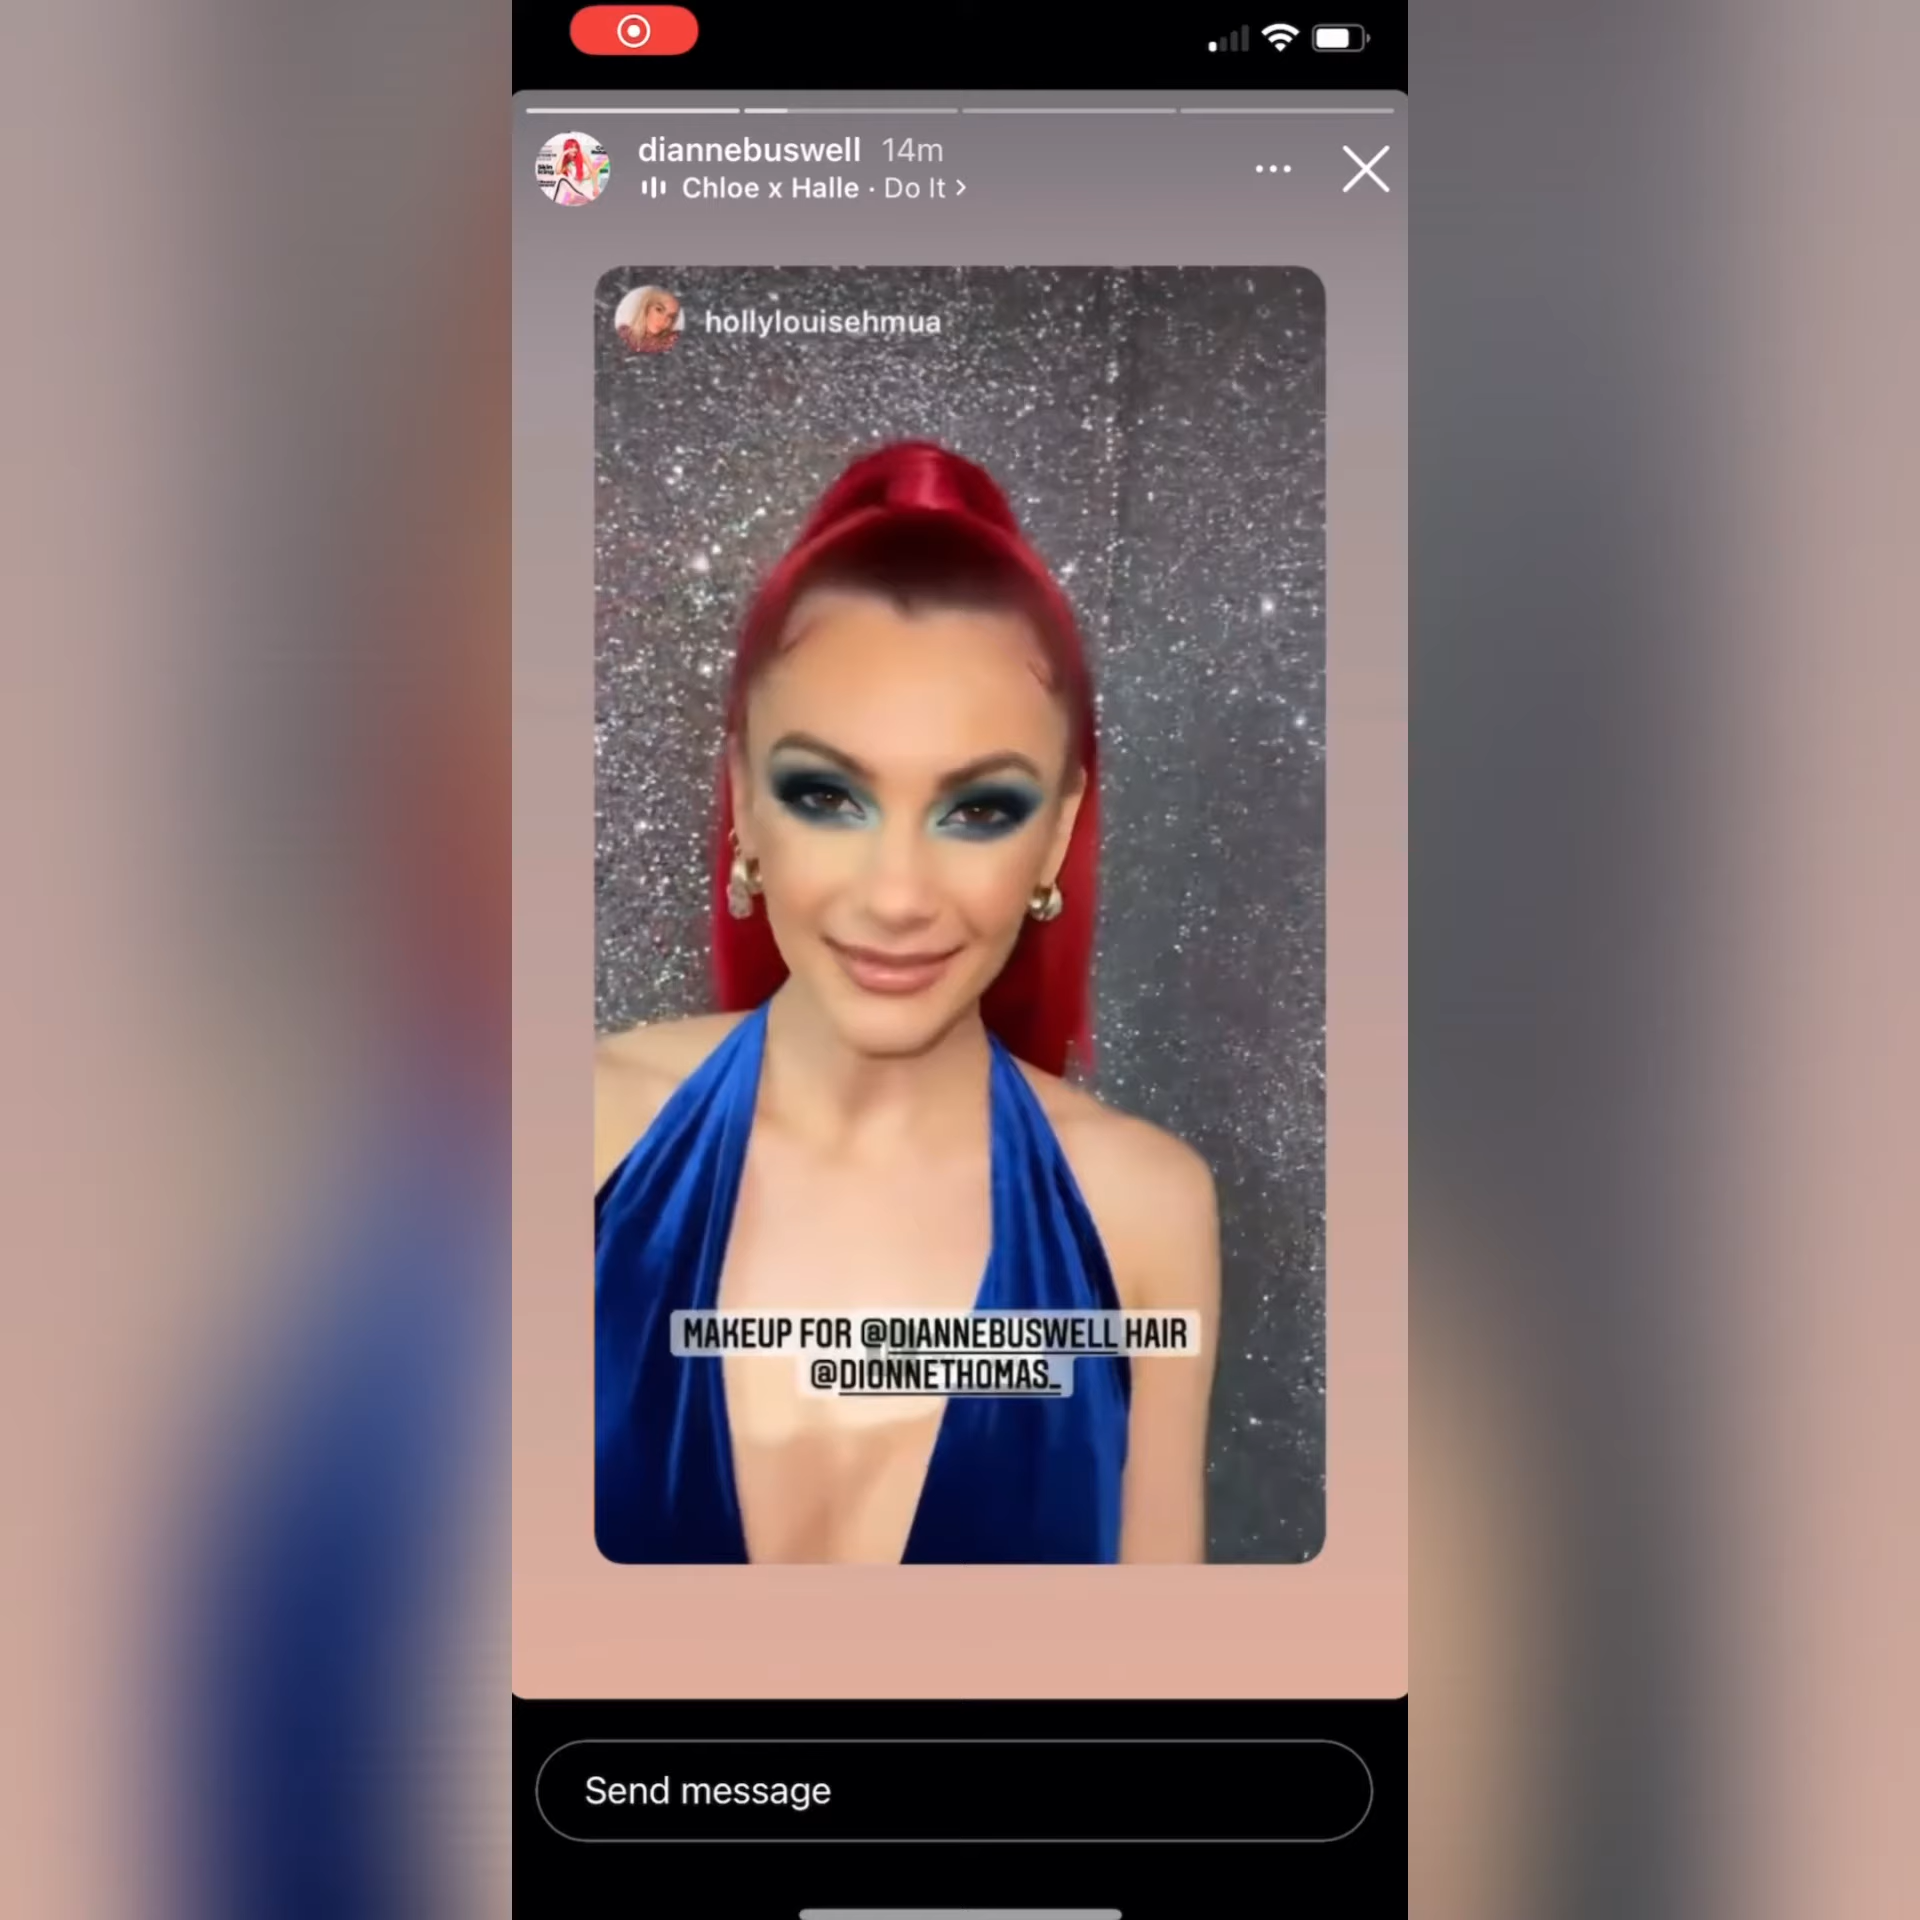 diannebuswell 14m
Chloe x Halle · Do It >
hollylouisehmua
MAKEUP FOR @DIANNEBUSWELL HAIR
@DIONNETHOMAS_
Send message